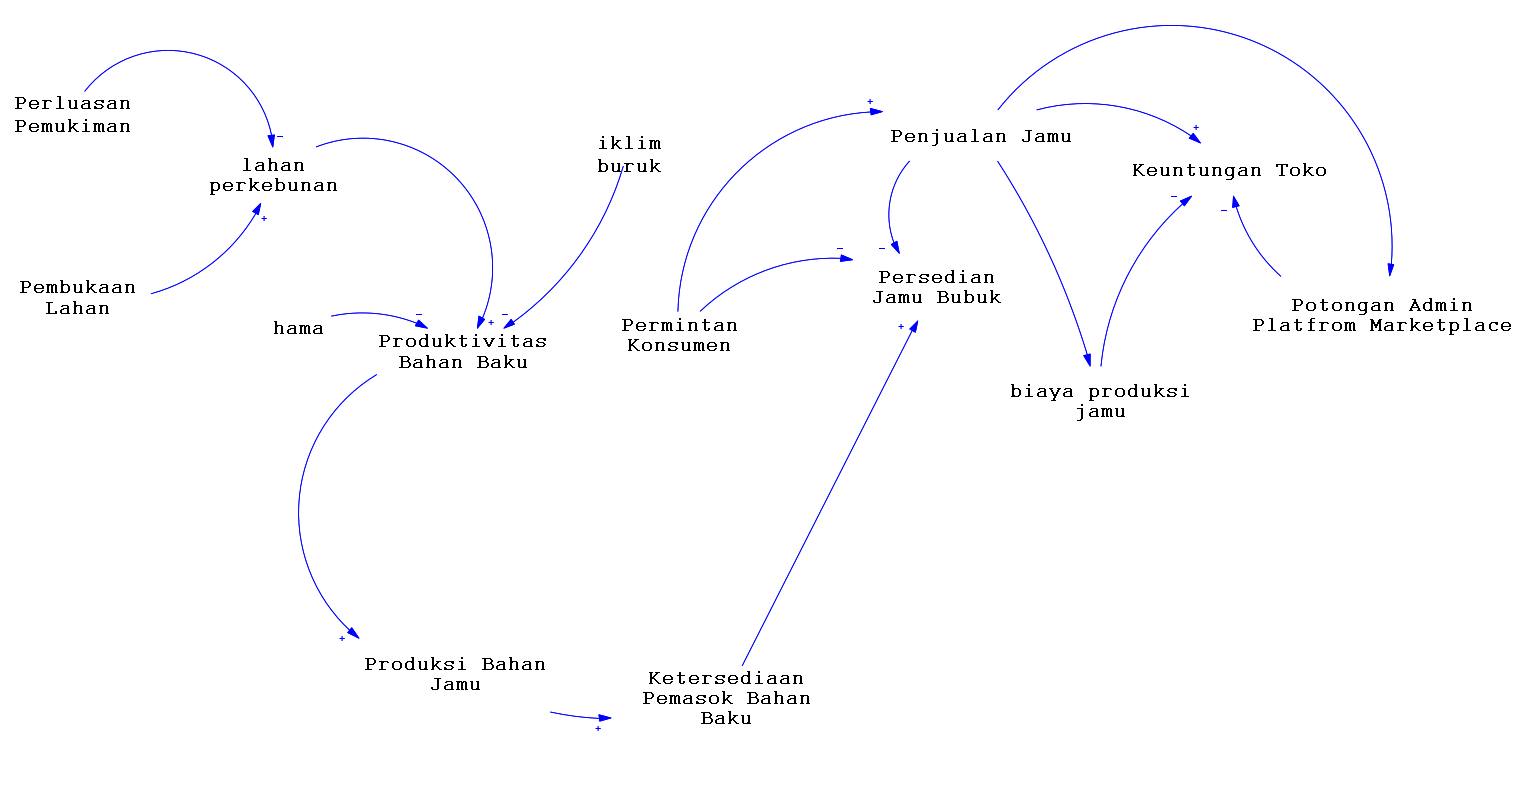 Perluasan
Pemukiman
lahan
perkebunan
Pembukaan
Lahan
hama
iklim
buruk
Produktivitas
Bahan Baku
Produksi Bahan
Jamu
Ketersediaan
Pemasok Bahan
Baku
Permintan
Konsumen
Penjualan Jamu
Persedian
Jamu Bubuk
Keuntungan Toko
biaya produksi
jamu
Potongan Admin
Platfrom Marketplace